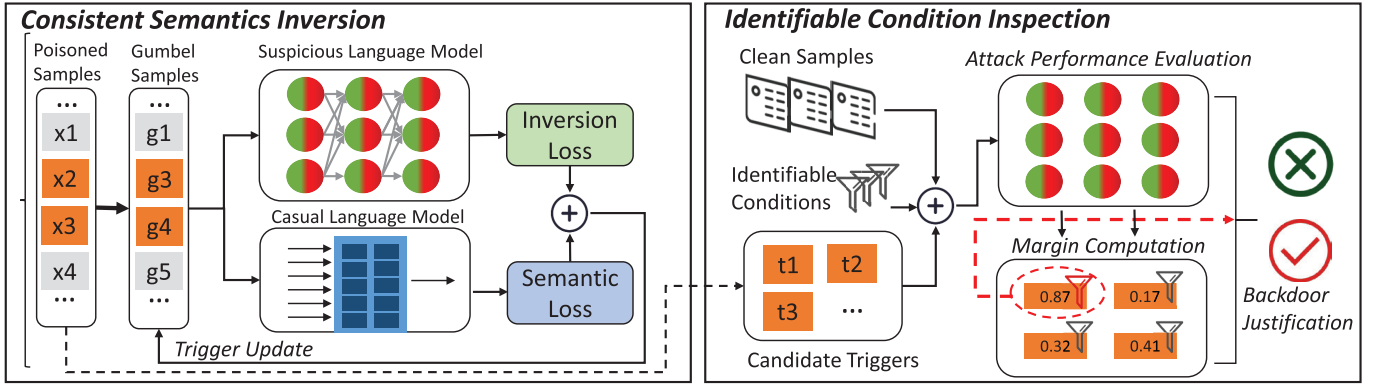 Consistent Semantics Inversion
Poisoned
Samples
...
x1
x2
x3
x4
...
Gumbel
Samples
...
g1
g3
g4
g5
...
Suspicious Language Model
Casual Language Model
Inversion
Loss
+
Semantic
Loss
Trigger Update
Identifiable Condition Inspection
Clean Samples
Identifiable
Conditions
+
t1
t2
t3
...
Candidate Triggers
Attack Performance Evaluation
Margin Computation
0.87
0.17
0.32
0.41
Backdoor
Justification